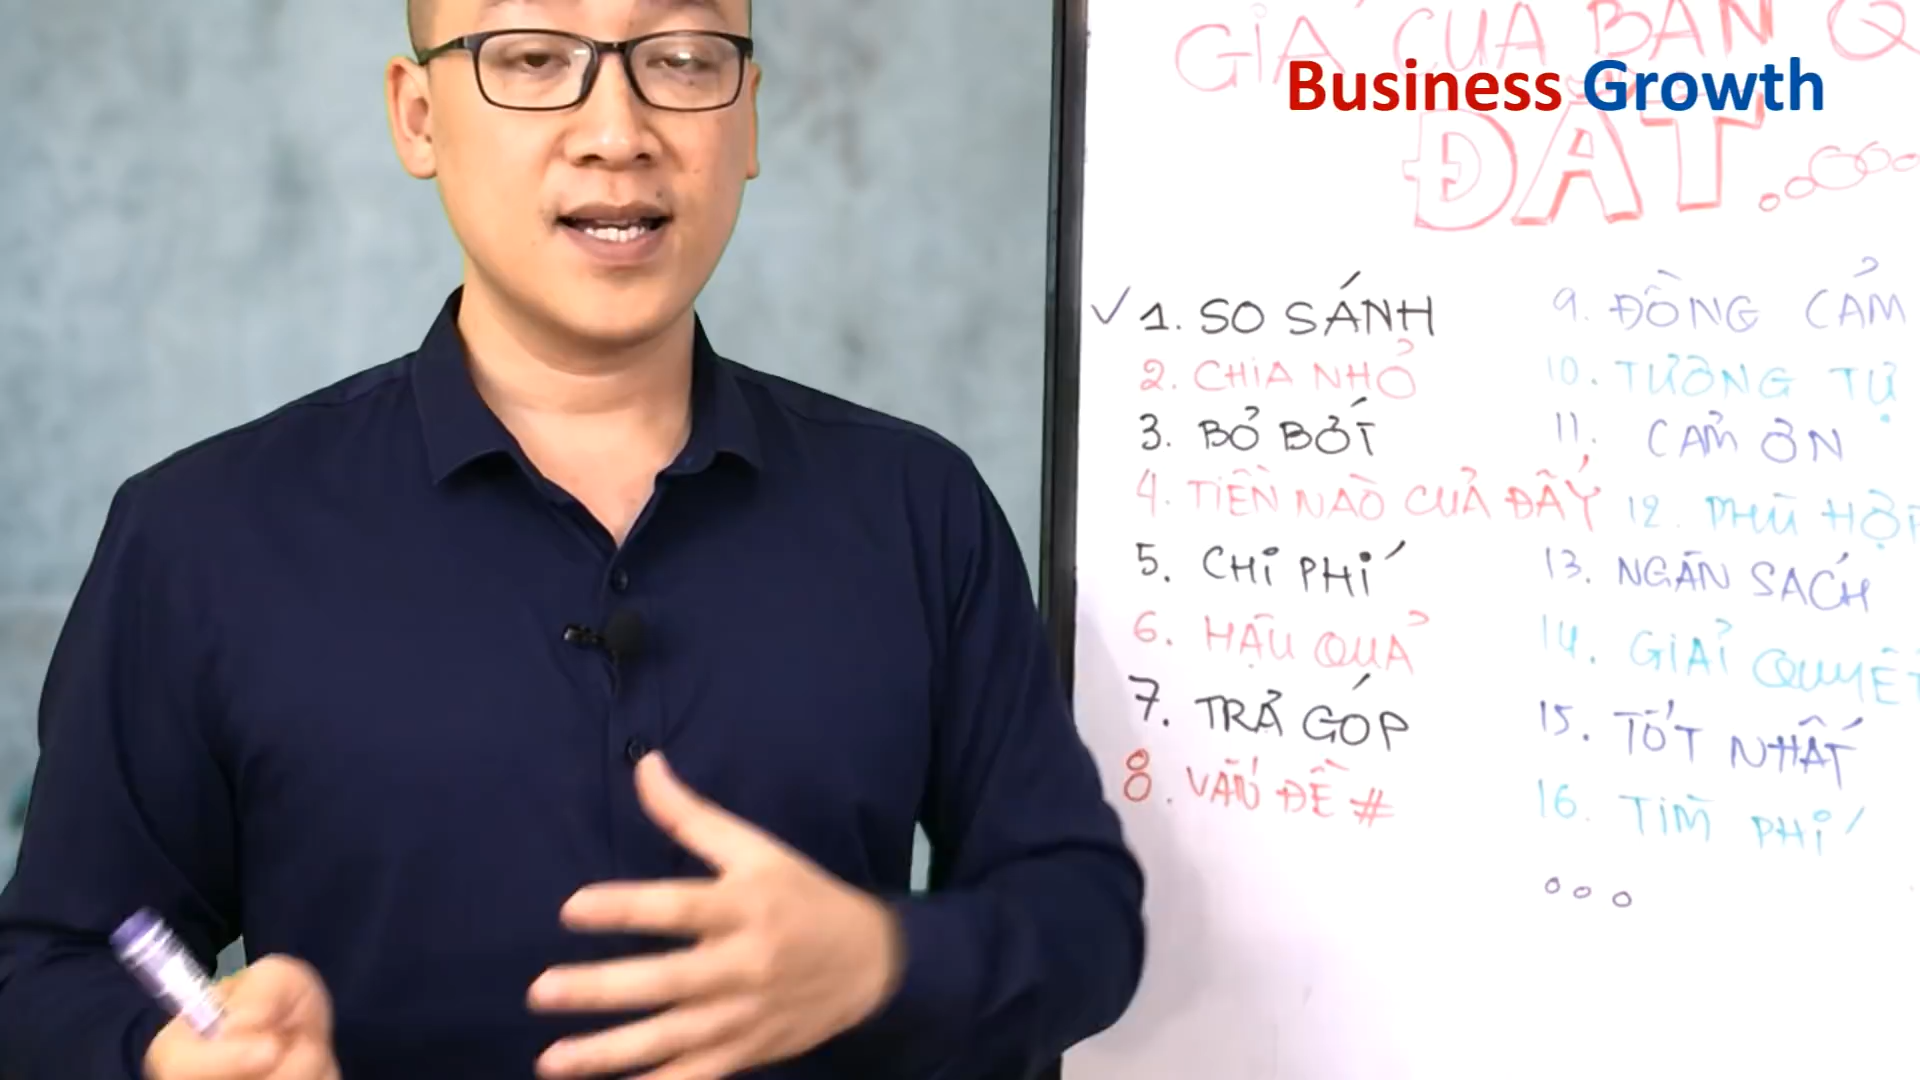 GIÁ CỦA BẠN Q
Business Growth
ĐẮT...
✓ 1. SO SÁNH
2. CHIA NHỎ
3. BỎ BỚT
4. TIỀN NÀO CỦA ĐẤY
5. CHI PHÍ
6. HẬU QUẢ
7. TRẢ GÓP
8. VẤN ĐỀ #
9. ĐỒNG CẢM
10. TƯƠNG TỰ
11. CẢM ƠN
12. PHÙ HỢP
13. NGÂN SÁCH
14. GIẢI QUYẾT
15. TỐT NHẤT
16. TÌM PHÍ
...